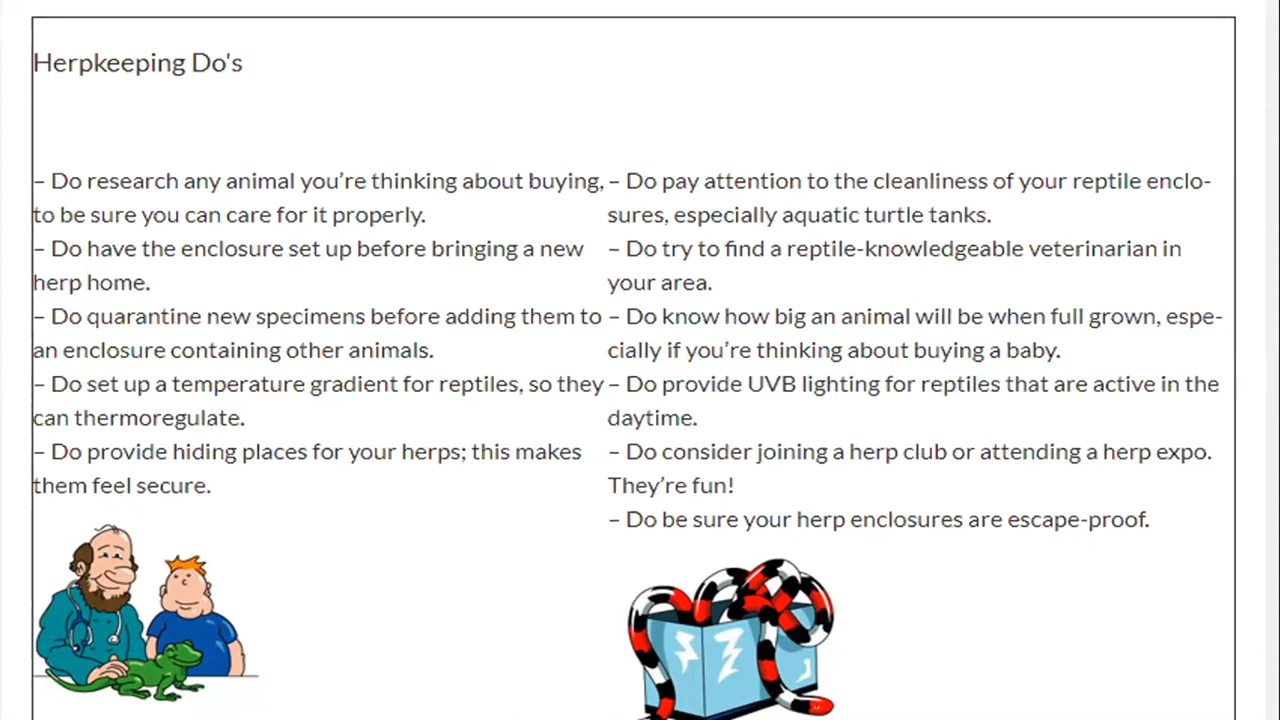 Herpkeeping Do's
– Do research any animal you're thinking about buying,
to be sure you can care for it properly.
– Do have the enclosure set up before bringing a new
herp home.
– Do quarantine new specimens before adding them to
an enclosure containing other animals.
– Do set up a temperature gradient for reptiles, so they
can thermoregulate.
– Do provide hiding places for your herps; this makes
them feel secure.
– Do pay attention to the cleanliness of your reptile enclo-
sures, especially aquatic turtle tanks.
– Do try to find a reptile-knowledgeable veterinarian in
your area.
– Do know how big an animal will be when full grown, espe-
cially if you're thinking about buying a baby.
– Do provide UVB lighting for reptiles that are active in the
daytime.
– Do consider joining a herp club or attending a herp expo.
They're fun!
– Do be sure your herp enclosures are escape-proof.